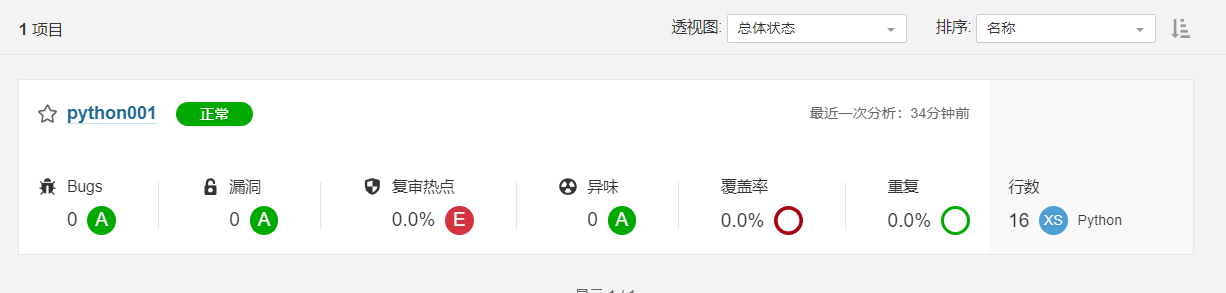 1 项目
透视图: 总体状态
排序: 名称
python001 正常
最近一次分析：34分钟前
Bugs
0 A
漏洞
0 A
复审热点
0.0% E
异味
0 A
覆盖率
0.0%
重复
0.0%
行数
16 XS Python